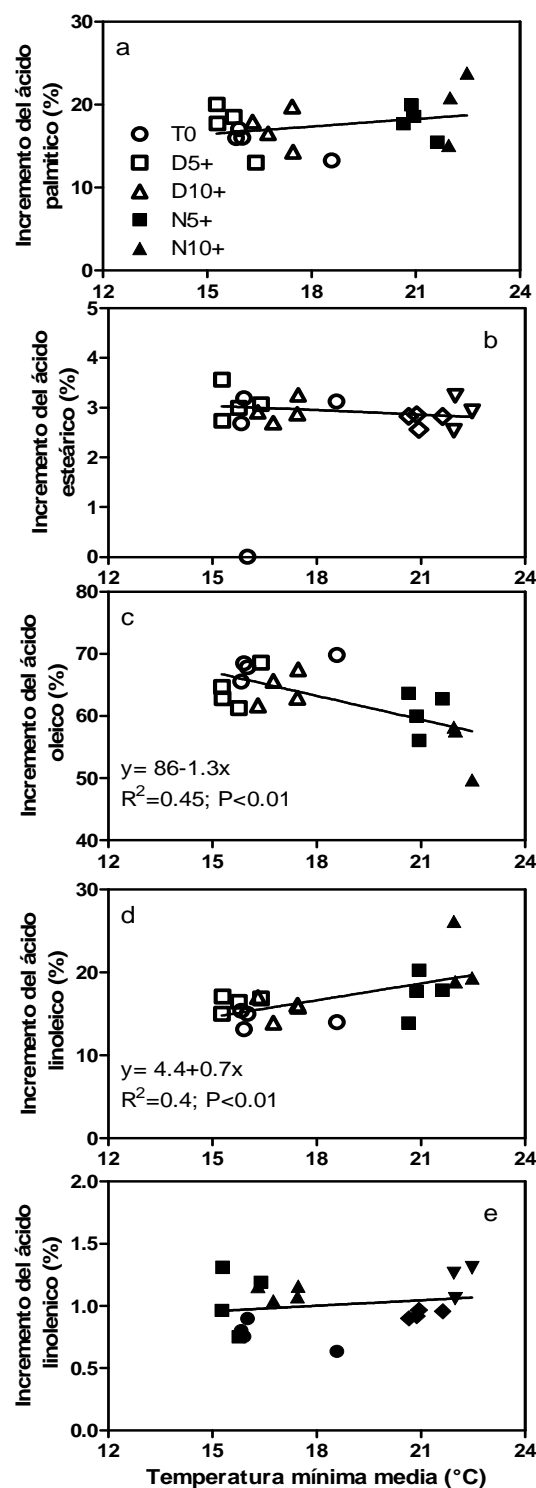 Incremento del ácido
palmitico (%)
30
20
10
0
a
T0
D5+
D10+
N5+
N10+
12 15 18 21 24
Incremento del ácido
esteárico (%)
5
4
3
2
1
0
b
12 15 18 21 24
Incremento del ácido
oleico (%)
80
70
60
50
40
c
y= 86-1.3x
R²=0.45; P<0.01
12 15 18 21 24
Incremento del ácido
linoleico (%)
30
20
10
0
d
y= 4.4+0.7x
R²=0.4; P<0.01
12 15 18 21 24
Incremento del ácido
linolenico (%)
2.0
1.5
1.0
0.5
0.0
e
12 15 18 21 24
Temperatura mínima media (°C)